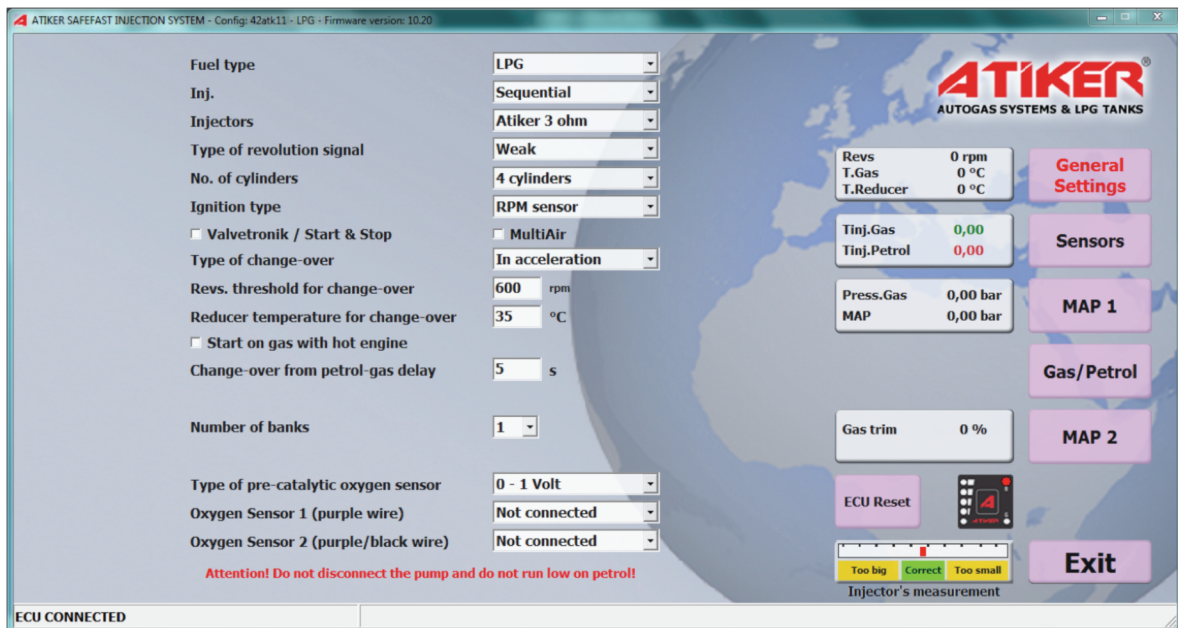 ATIKER SAFEFAST INJECTION SYSTEM - Config: 42atk11 - LPG - Firmware version: 10.20
Fuel type LPG
Inj. Sequential
Injectors Atiker 3 ohm
Type of revolution signal Weak
No. of cylinders 4 cylinders
Ignition type RPM sensor
Valvetronik / Start & Stop MultiAir
Type of change-over In acceleration
Revs. threshold for change-over 600 rpm
Reducer temperature for change-over 35 °C
Start on gas with hot engine
Change-over from petrol-gas delay 5 s
Number of banks 1
Type of pre-catalytic oxygen sensor 0 - 1 Volt
Oxygen Sensor 1 (purple wire) Not connected
Oxygen Sensor 2 (purple/black wire) Not connected
Attention! Do not disconnect the pump and do not run low on petrol!
ATİKER®
AUTOGAS SYSTEMS & LPG TANKS
Revs 0 rpm
T.Gas 0 °C
T.Reducer 0 °C
Tinj.Gas 0,00
Tinj.Petrol 0,00
Press.Gas 0,00 bar
MAP 0,00 bar
Gas trim 0 %
ECU Reset
ATIKER
Too big Correct Too small
Injector's measurement
General
Settings
Sensors
MAP 1
Gas/Petrol
MAP 2
Exit
ECU CONNECTED